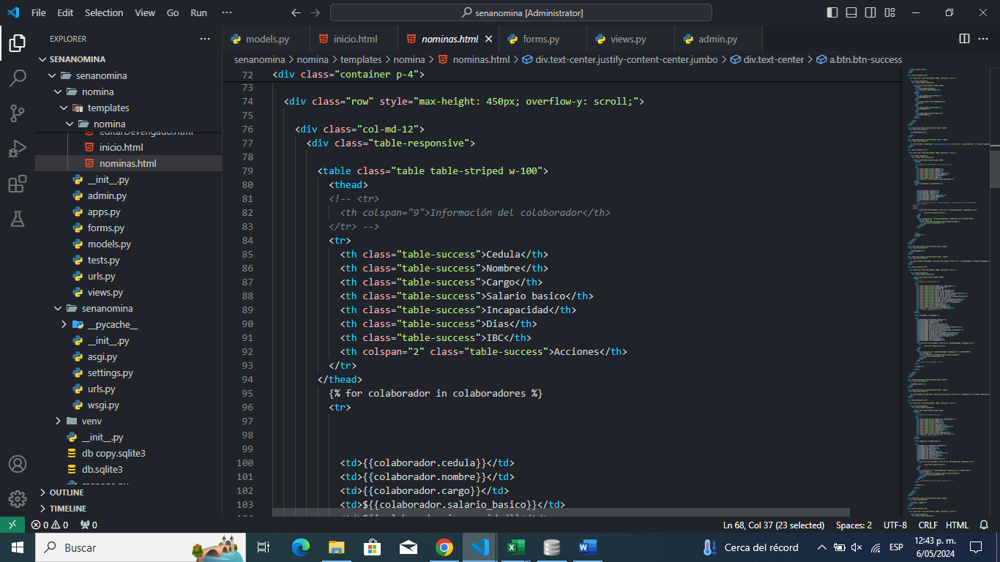 File Edit Selection View Go Run ··· senanomina [Administrator]
EXPLORER ···
SENANOMINA
senanomina
nomina
templates
nomina
editarDevengado.html
inicio.html
nominas.html
__init__.py
admin.py
apps.py
forms.py
models.py
tests.py
urls.py
views.py
senanomina
__pycache__
__init__.py
asgi.py
settings.py
urls.py
wsgi.py
venv
__init__.py
db copy.sqlite3
db.sqlite3
manage.py
OUTLINE
TIMELINE
models.py inicio.html nominas.html forms.py views.py admin.py ···
senanomina > nomina > templates > nomina > nominas.html > div.text-center.justify-content-center.jumbo > div.text-center > a.btn.btn-success
72 <div class="container p-4">
73
74 <div class="row" style="max-height: 450px; overflow-y: scroll;">
75
76 <div class="col-md-12">
77 <div class="table-responsive">
78
79 <table class="table table-striped w-100">
80 <thead>
81 <!-- <tr>
82 <th colspan="9">Información del colaborador</th>
83 </tr> -->
84 <tr>
85 <th class="table-success">Cedula</th>
86 <th class="table-success">Nombre</th>
87 <th class="table-success">Cargo</th>
88 <th class="table-success">Salario basico</th>
89 <th class="table-success">Incapacidad</th>
90 <th class="table-success">Dias</th>
91 <th class="table-success">IBC</th>
92 <th colspan="2" class="table-success">Acciones</th>
93 </tr>
94 </thead>
95 {% for colaborador in colaboradores %}
96 <tr>
97
98
99
100 <td>{{colaborador.cedula}}</td>
101 <td>{{colaborador.nombre}}</td>
102 <td>{{colaborador.cargo}}</td>
103 <td>${{colaborador.salario_basico}}</td>
0 0 0 Ln 68, Col 37 (23 selected) Spaces: 2 UTF-8 CRLF HTML
Buscar Cerca del récord ESP 12:43 p. m.
6/05/2024